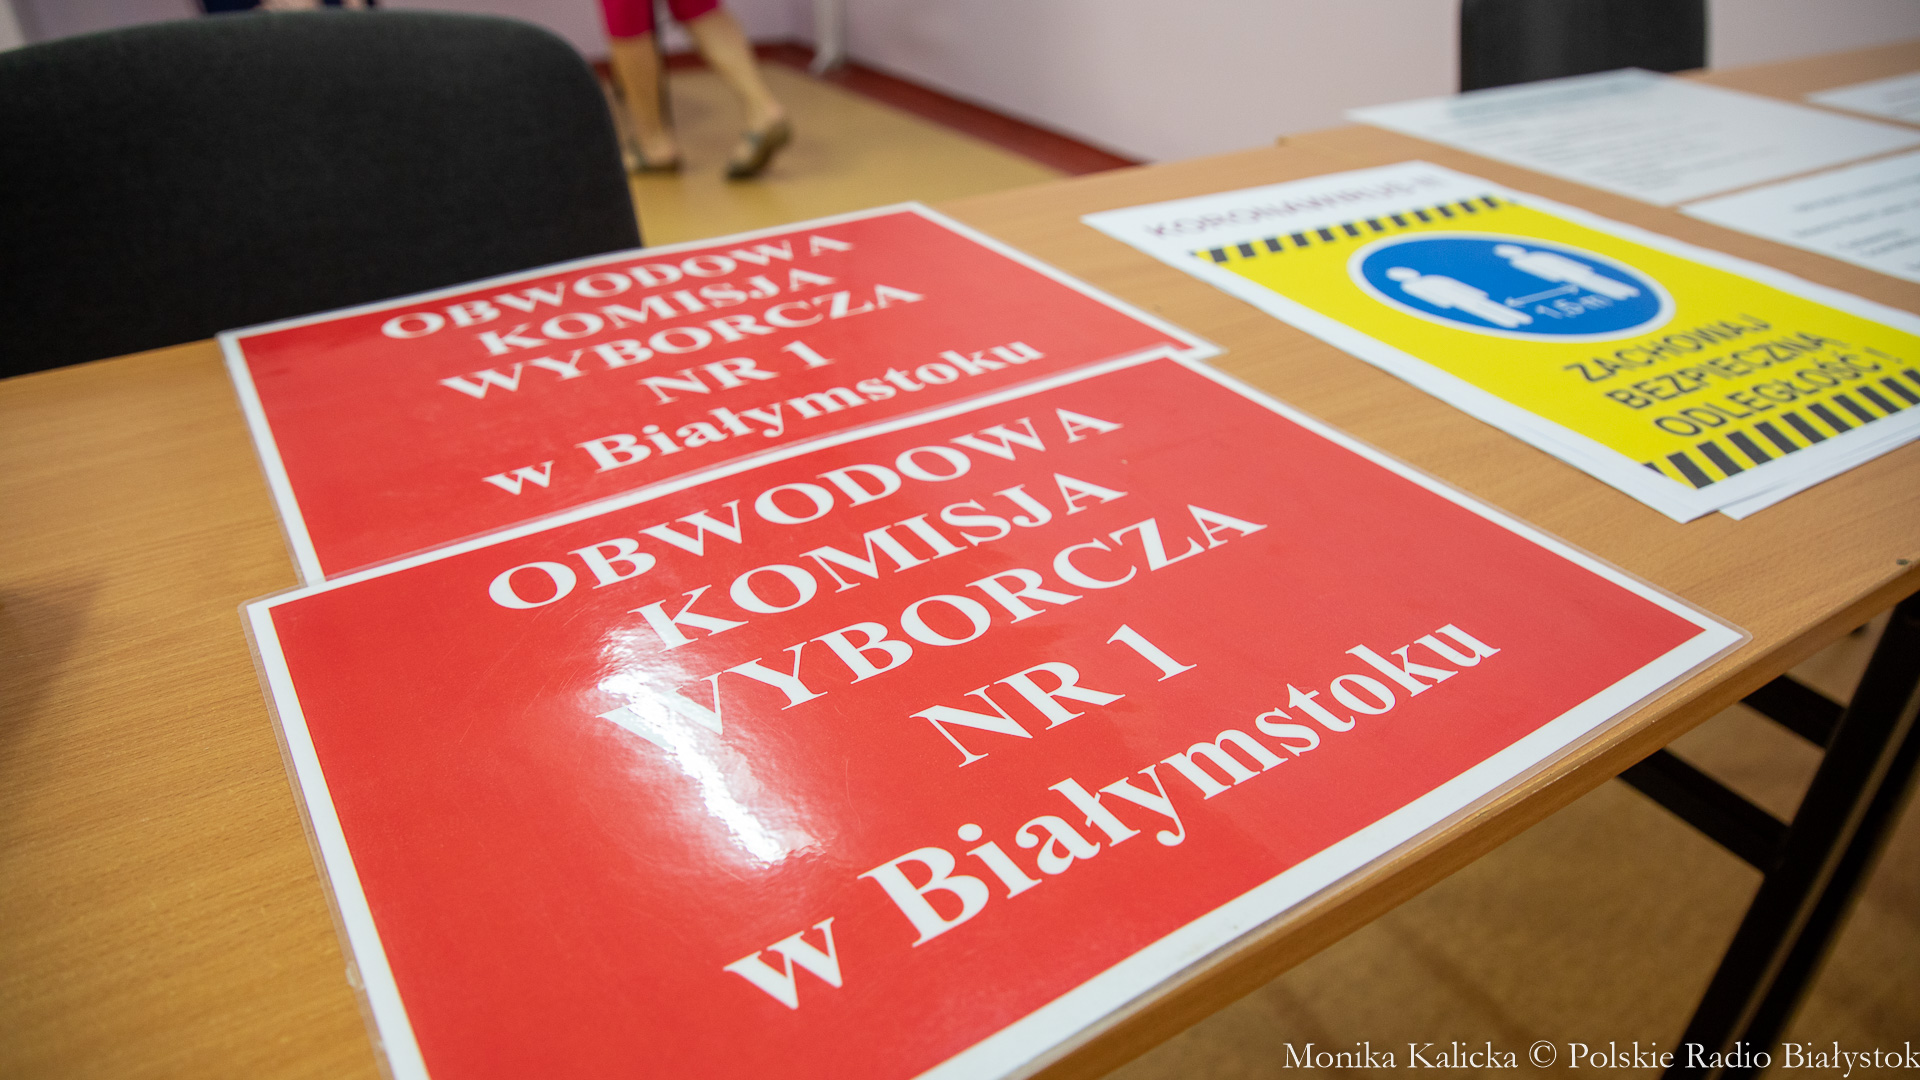 OBWODOWA
KOMISJA
WYBORCZA
NR 1
w Białymstoku
OBWODOWA
KOMISJA
WYBORCZA
NR 1
w Białymstoku
KORONAWIRUS !!!
1,5 m
ZACHOWAJ
BEZPIECZNĄ
ODLEGŁOŚĆ !
Monika Kalicka © Polskie Radio Białystok